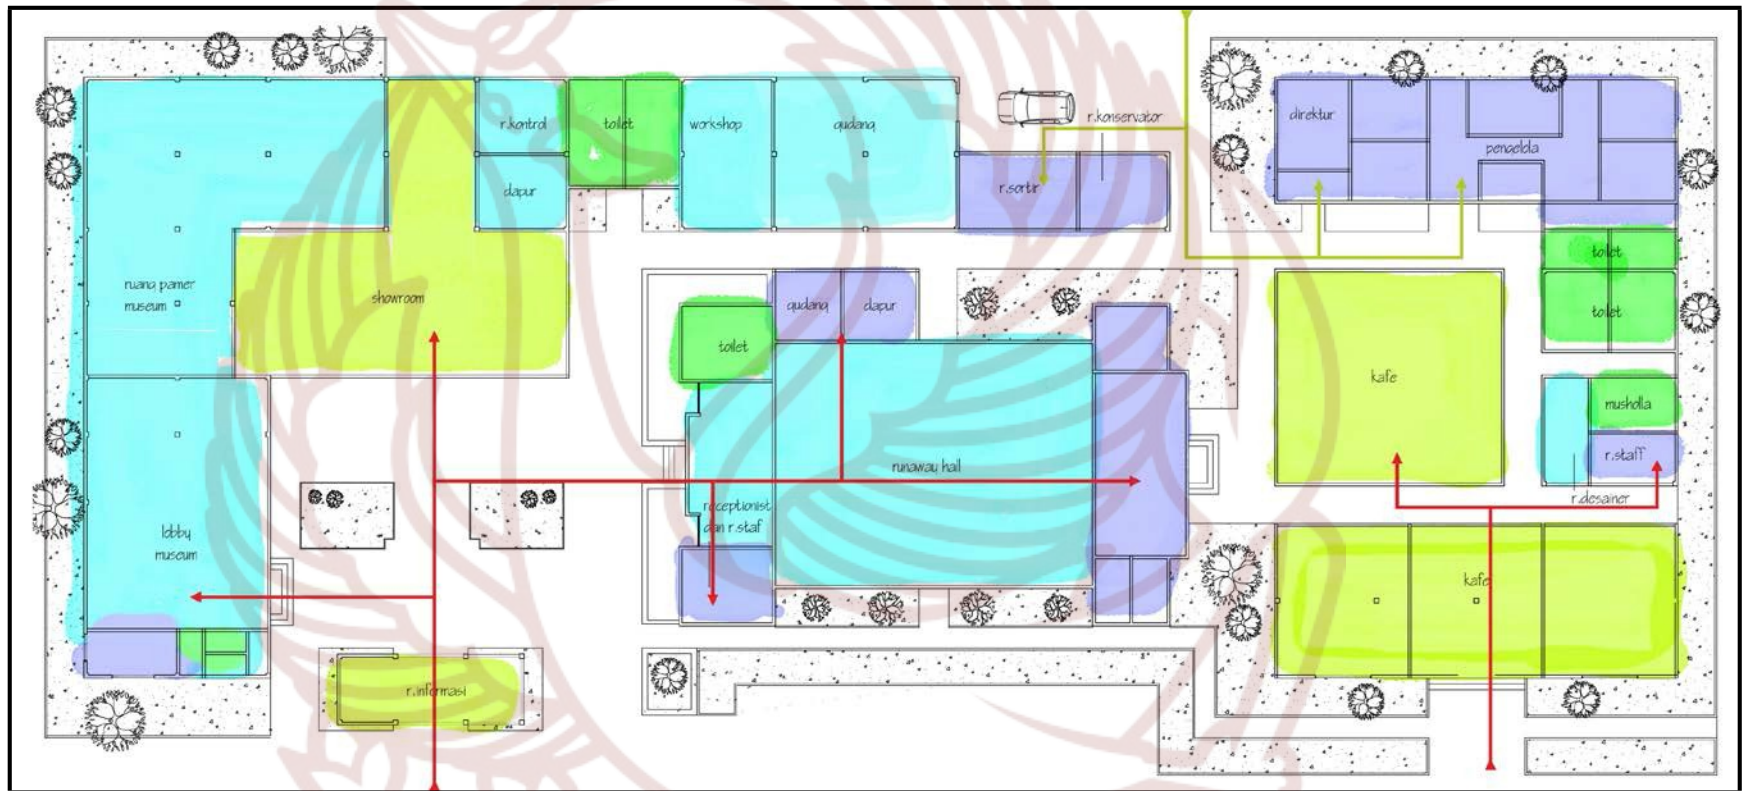 r.kontrol
toilet
workshop
gudang
r.konservator
direktur
pengelola
dapur
r.sortir
toilet
ruang pamer
museum
showroom
gudang
dapur
toilet
toilet
kafe
musholla
runaway hall
r.staff
r.desainer
receptionist
dan r.staf
lobby
museum
kafe
r.informasi